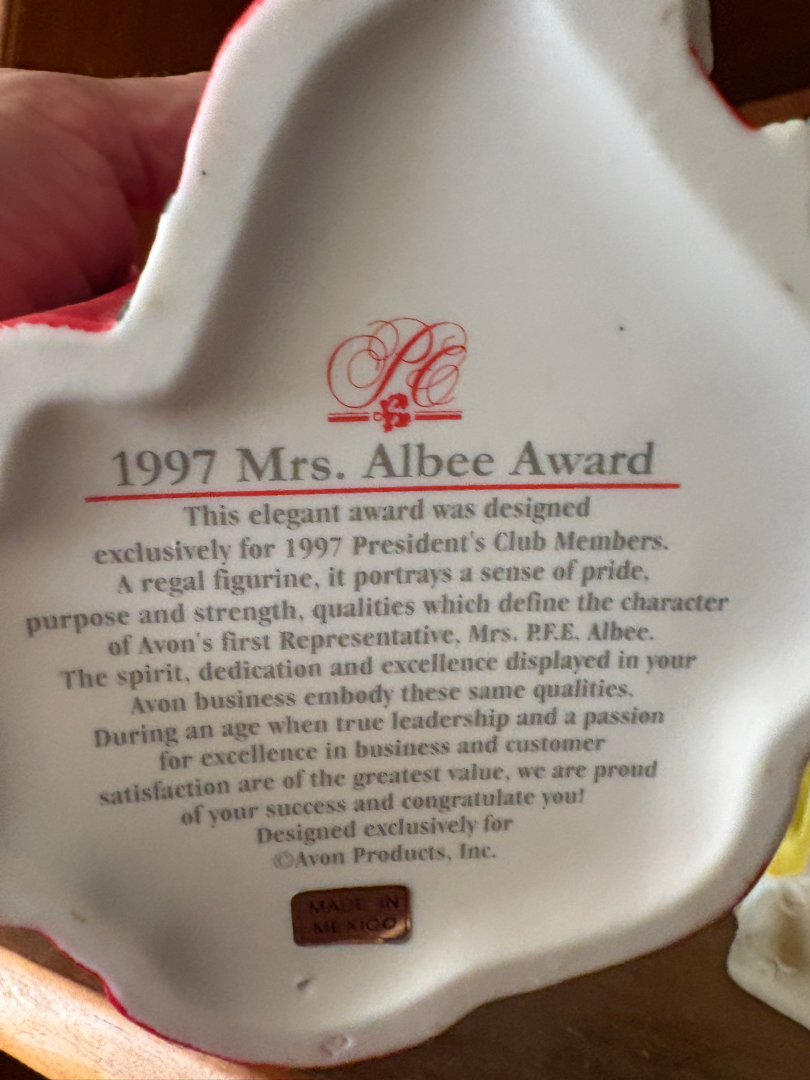 PC
1997 Mrs. Albee Award
This elegant award was designed
exclusively for 1997 President's Club Members.
A regal figurine, it portrays a sense of pride,
purpose and strength, qualities which define the character
of Avon's first Representative, Mrs. P.F.E. Albee.
The spirit, dedication and excellence displayed in your
Avon business embody these same qualities.
During an age when true leadership and a passion
for excellence in business and customer
satisfaction are of the greatest value, we are proud
of your success and congratulate you!
Designed exclusively for
©Avon Products, Inc.
MADE IN
MEXICO